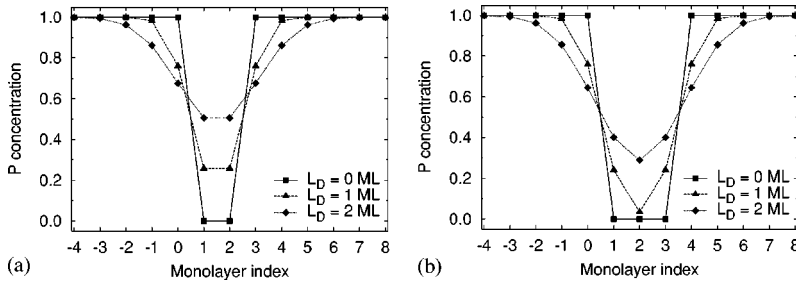 P concentration
1.0
0.8
0.6
0.4
0.2
0.0
L_D = 0 ML
L_D = 1 ML
L_D = 2 ML
-4 -3 -2 -1 0 1 2 3 4 5 6 7 8
Monolayer index
(a)
P concentration
1.0
0.8
0.6
0.4
0.2
0.0
L_D = 0 ML
L_D = 1 ML
L_D = 2 ML
-4 -3 -2 -1 0 1 2 3 4 5 6 7 8
Monolayer index
(b)